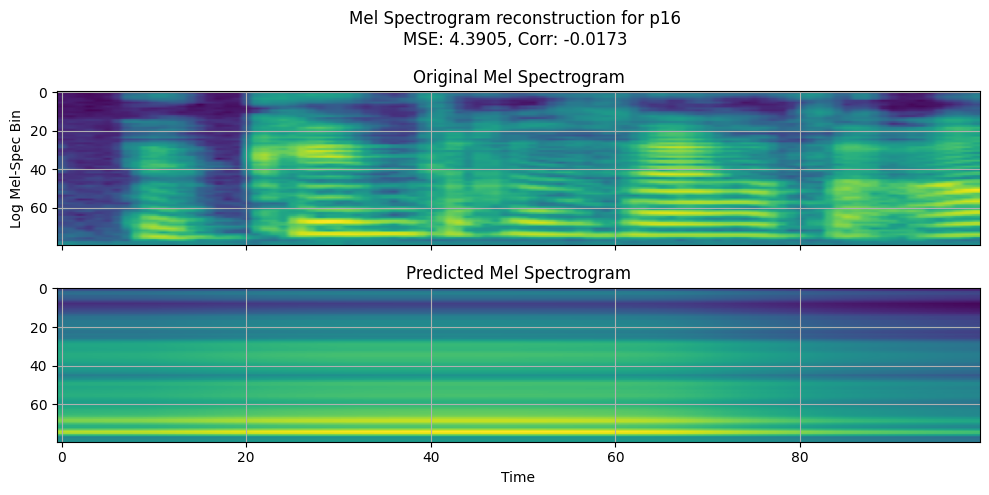 Mel Spectrogram reconstruction for p16
MSE: 4.3905, Corr: -0.0173
Original Mel Spectrogram
0
20
40
60
Log Mel-Spec Bin
Predicted Mel Spectrogram
0
20
40
60
0 20 40 60 80
Time